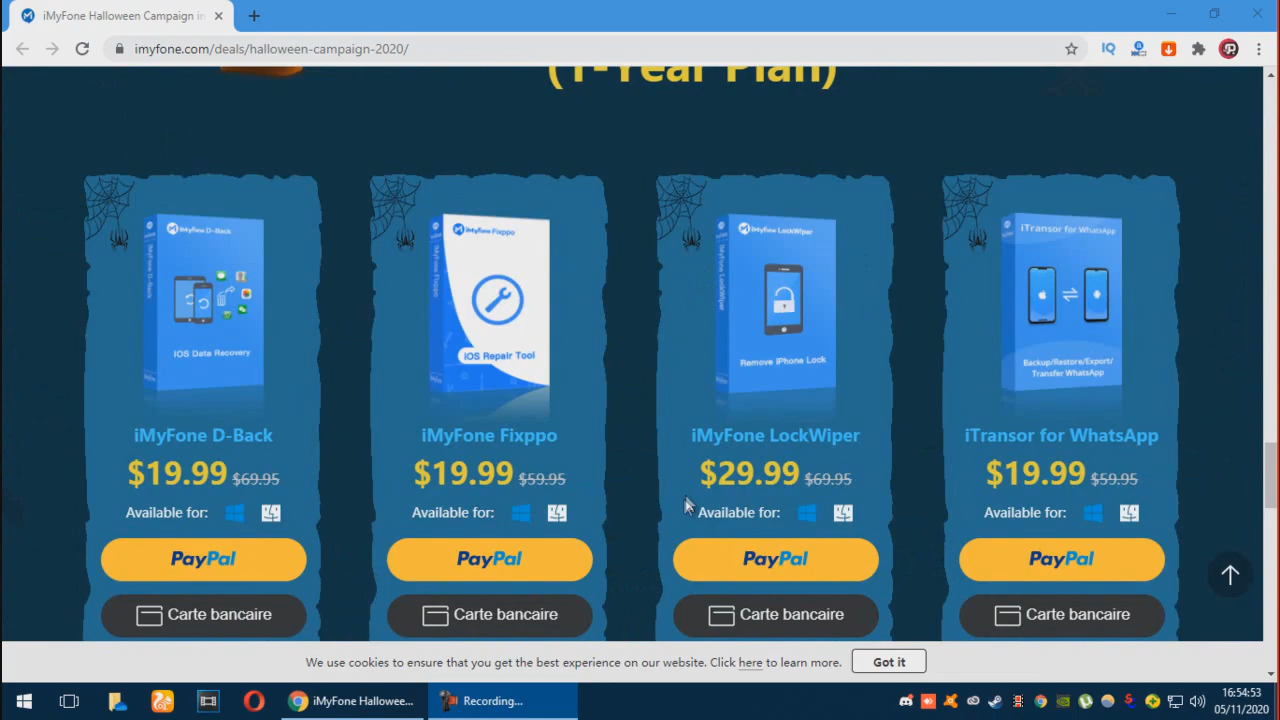 iMyFone Halloween Campaign in
imyfone.com/deals/halloween-campaign-2020/
(1-Year Plan)
iMyFone D-Back
iOS Data Recovery
iMyFone D-Back
$19.99 $69.95
Available for:
PayPal
Carte bancaire
iMyFone Fixppo
iOS Repair Tool
iMyFone Fixppo
$19.99 $59.95
Available for:
PayPal
Carte bancaire
iMyFone LockWiper
Remove iPhone Lock
iMyFone LockWiper
$29.99 $69.95
Available for:
PayPal
Carte bancaire
iTransor for WhatsApp
Backup/Restore/Export/
Transfer WhatsApp
iTransor for WhatsApp
$19.99 $59.95
Available for:
PayPal
Carte bancaire
We use cookies to ensure that you get the best experience on our website. Click here to learn more.
Got it
iMyFone Hallowee...
Recording...
16:54:53
05/11/2020